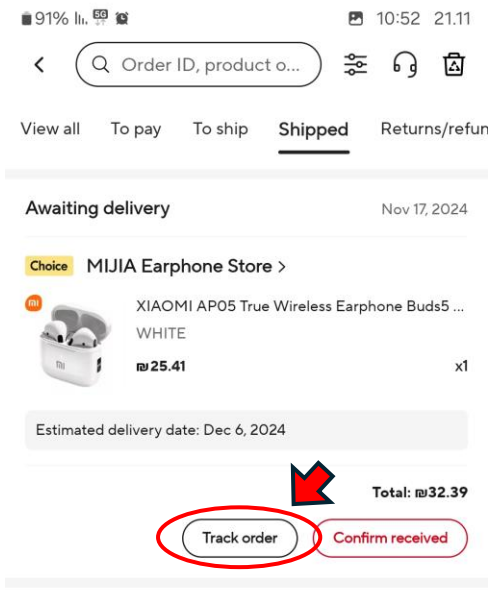 91% 5G 10:52 21.11
Order ID, product o...
View all To pay To ship Shipped Returns/refun
Awaiting delivery Nov 17, 2024
Choice MIJIA Earphone Store >
XIAOMI AP05 True Wireless Earphone Buds5 ...
WHITE
₪25.41 x1
Estimated delivery date: Dec 6, 2024
Total: ₪32.39
Track order Confirm received